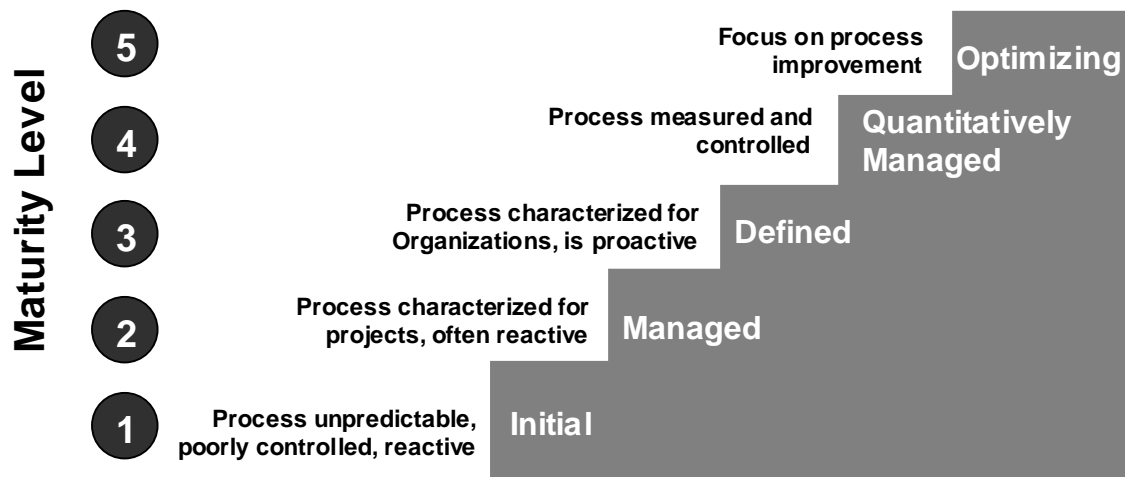 Maturity Level
5
Focus on process
improvement
Optimizing
4
Process measured and
controlled
Quantitatively
Managed
3
Process characterized for
Organizations, is proactive
Defined
2
Process characterized for
projects, often reactive
Managed
1
Process unpredictable,
poorly controlled, reactive
Initial